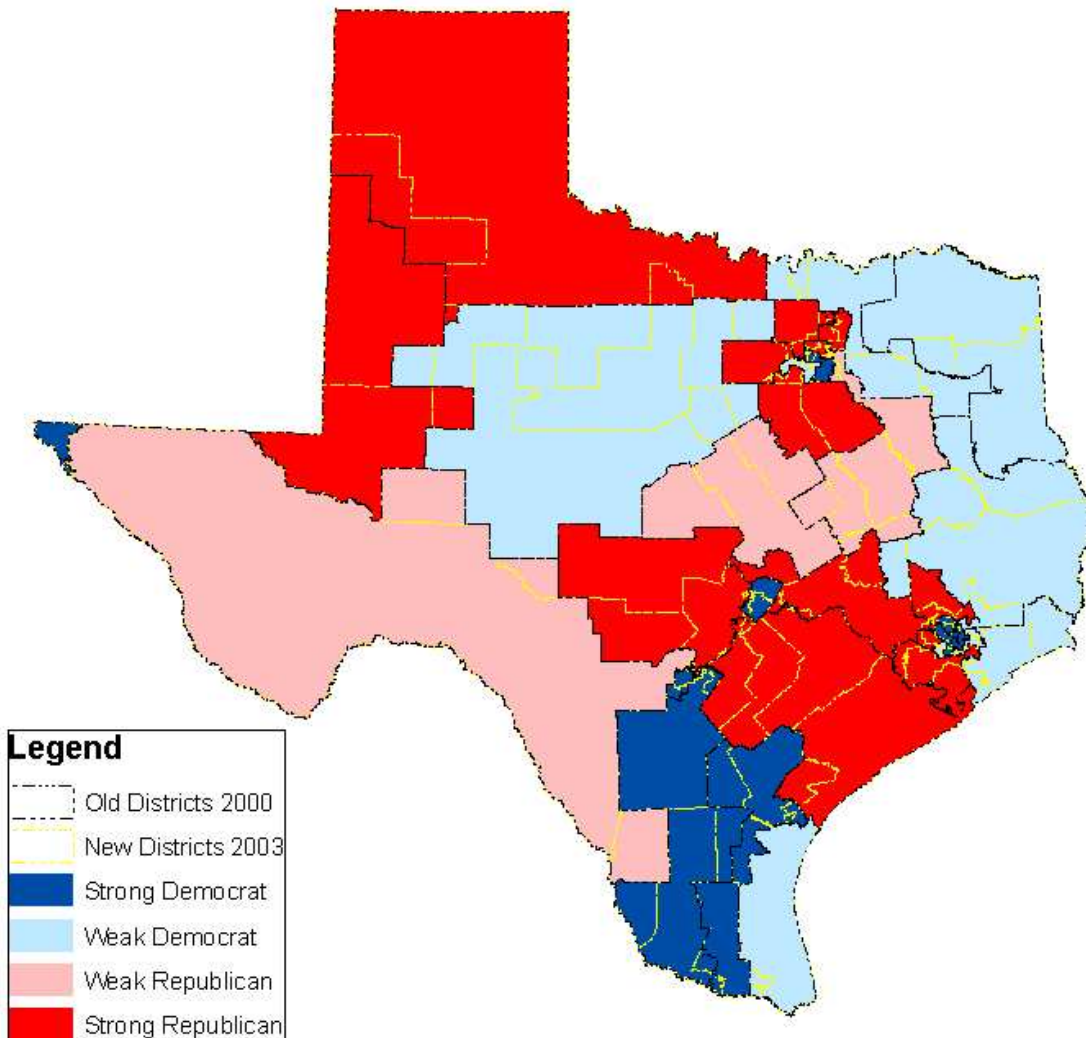 Legend
Old Districts 2000
New Districts 2003
Strong Democrat
Weak Democrat
Weak Republican
Strong Republican